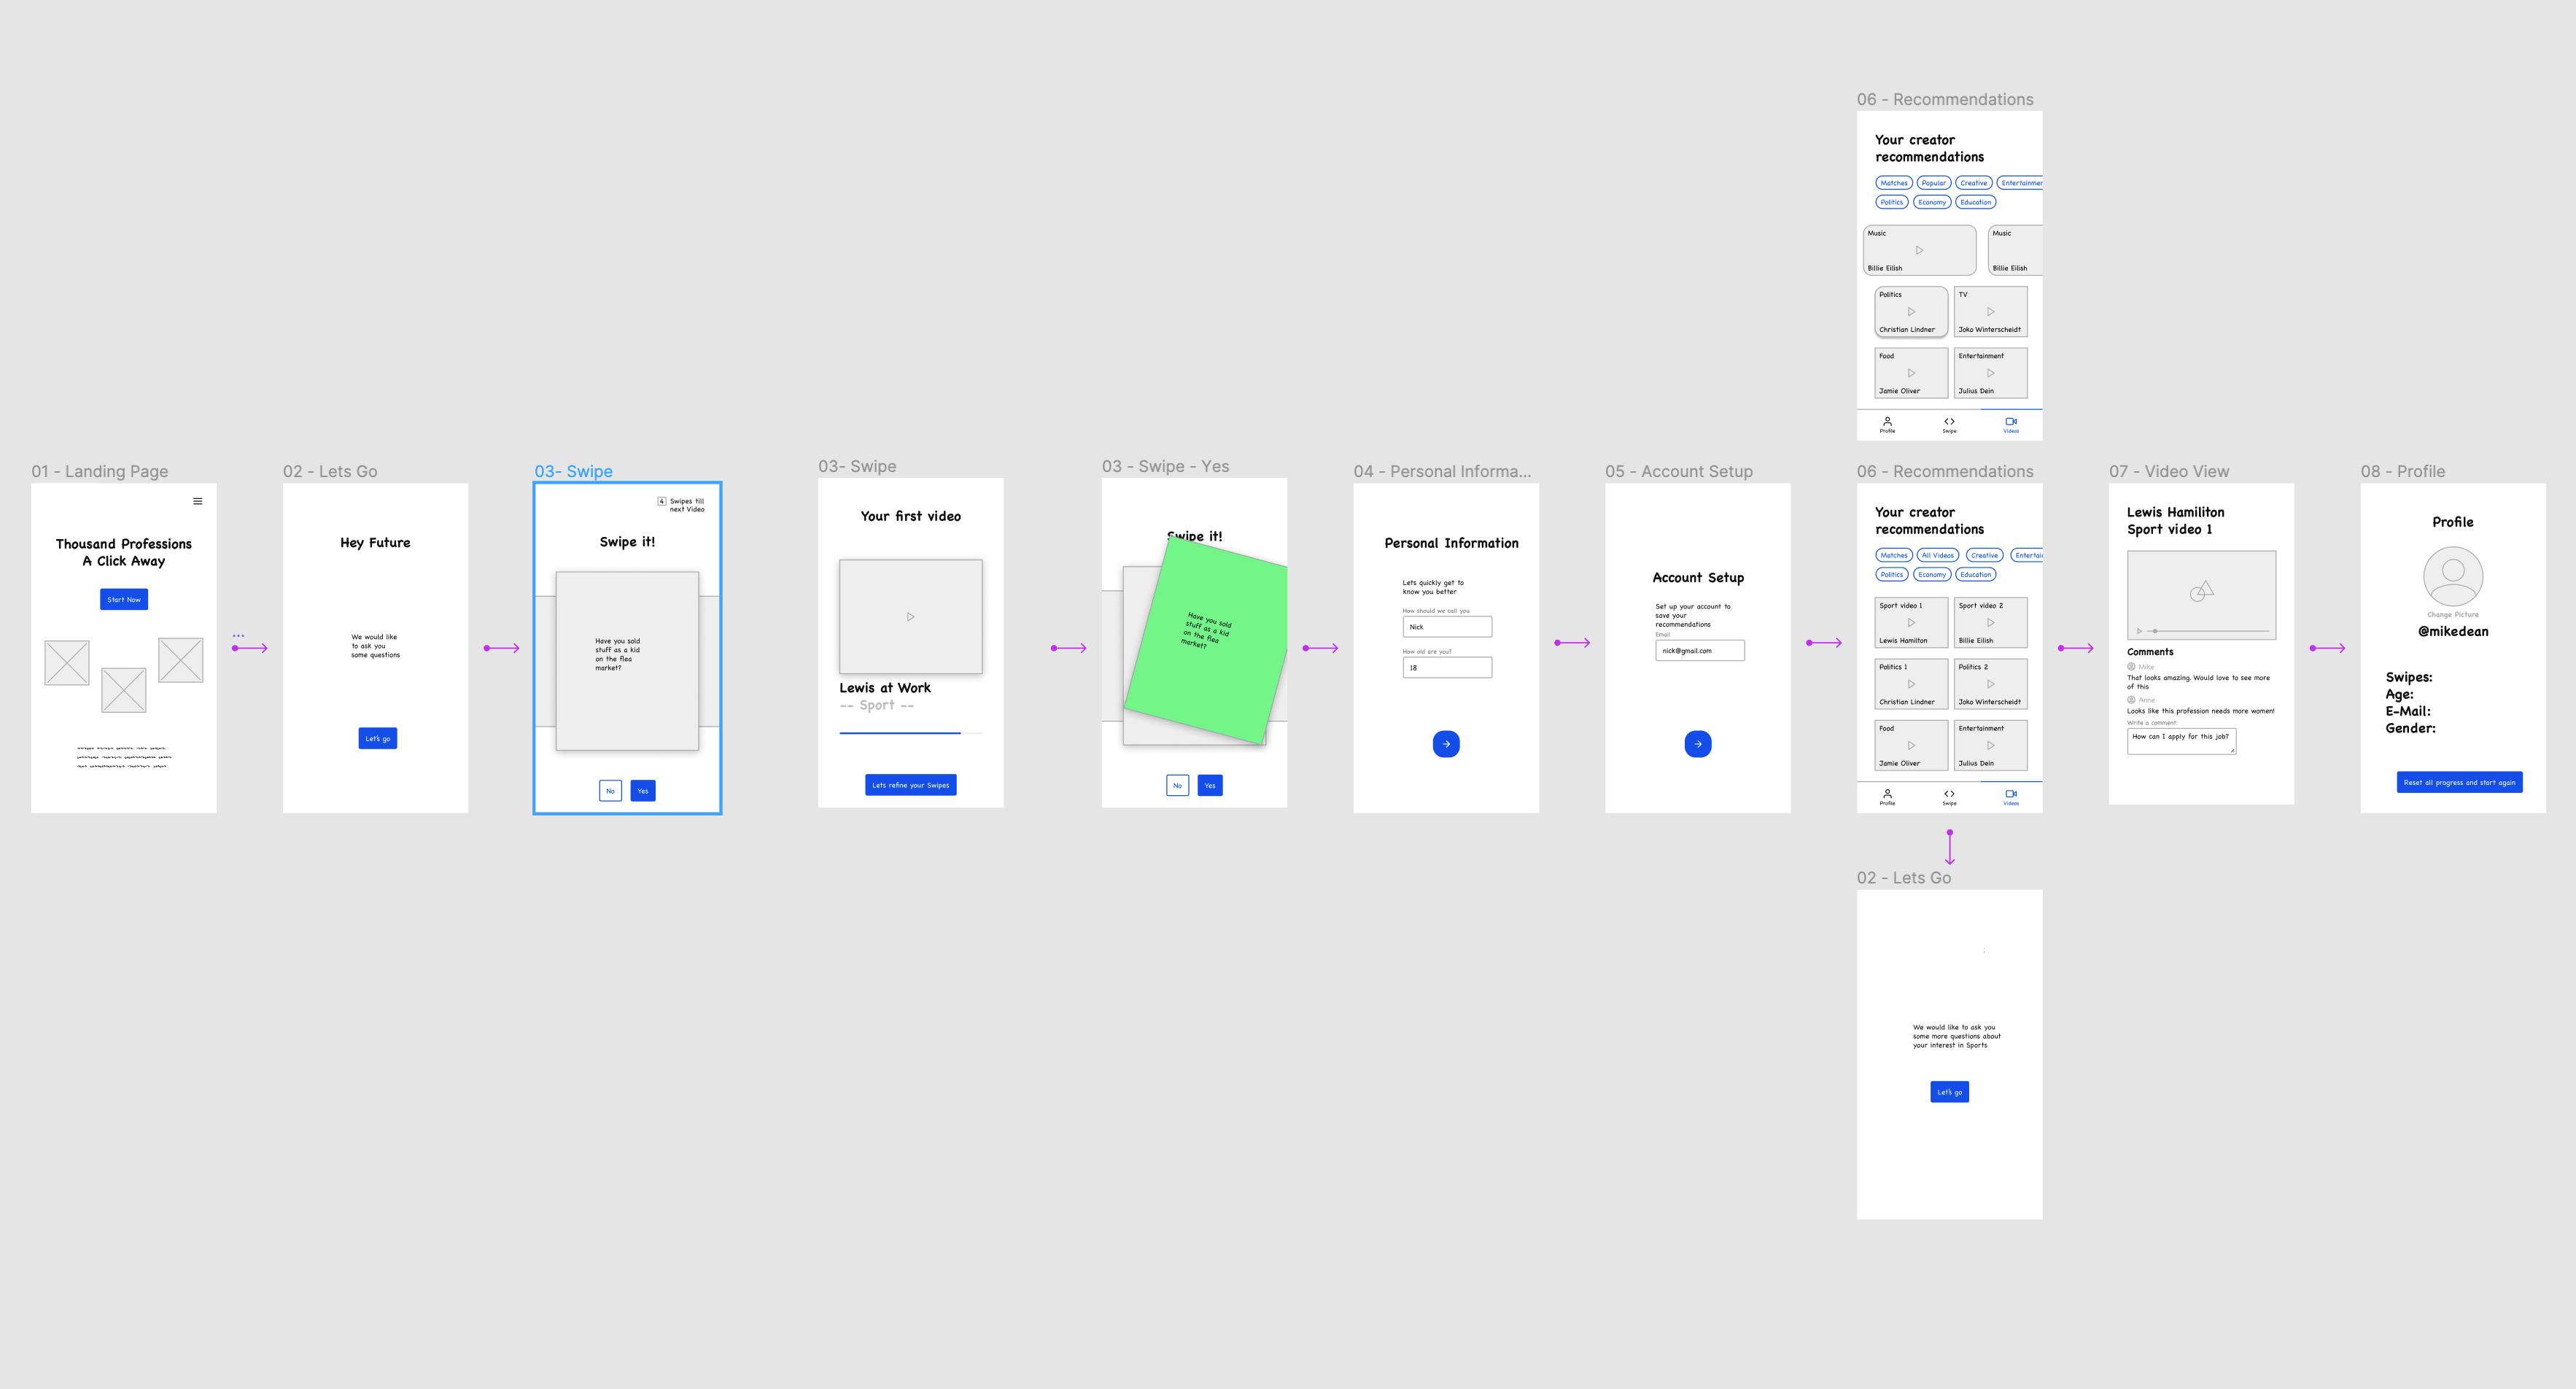 06 - Recommendations
Your creator
recommendations
Matches Popular Creative Entertainmer
Politics Economy Education
Music Music
Billie Eilish Billie Eilish
Politics TV
Christian Lindner Joko Winterscheidt
Food Entertainment
Jamie Oliver Julius Dein
Profile Swipe Videos
01 - Landing Page
Thousand Professions
A Click Away
Start Now
...
02 - Lets Go
Hey Future
We would like
to ask you
some questions
Let's go
03- Swipe
4 Swipes till
next Video
Swipe it!
Have you sold
stuff as a kid
on the flea
market?
No Yes
03- Swipe
Your first video
Lewis at Work
-- Sport --
Lets refine your Swipes
03 - Swipe - Yes
Swipe it!
Have you sold
stuff as a kid
on the flea
market?
No Yes
04 - Personal Informa...
Personal Information
Lets quickly get to
know you better
How should we call you
Nick
How old are you?
18
05 - Account Setup
Account Setup
Set up your account to
save your
recommendations
Email
nick@gmail.com
06 - Recommendations
Your creator
recommendations
Matches All Videos Creative Entertai
Politics Economy Education
Sport video 1 Sport video 2
Lewis Hamilton Billie Eilish
Politics 1 Politics 2
Christian Lindner Joko Winterscheidt
Food Entertainment
Jamie Oliver Julius Dein
Profile Swipe Videos
07 - Video View
Lewis Hamiliton
Sport video 1
Comments
Mike
That looks amazing. Would love to see more
of this
Anna
Looks like this profession needs more women!
Write a comment:
How can I apply for this job?
08 - Profile
Profile
Change Picture
@mikedean
Swipes:
Age:
E-Mail:
Gender:
Reset all progress and start again
02 - Lets Go
We would like to ask you
some more questions about
your interest in Sports
Let's go